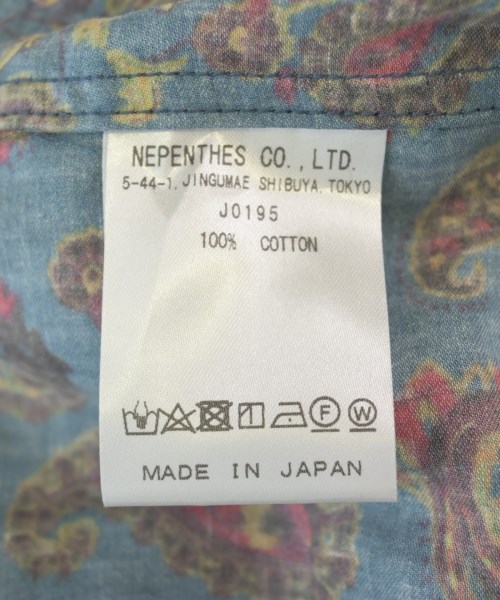 NEPENTHES CO.,LTD.
5-44-1, JINGUMAE SHIBUYA, TOKYO
J0195
100% COTTON
F W
MADE IN JAPAN